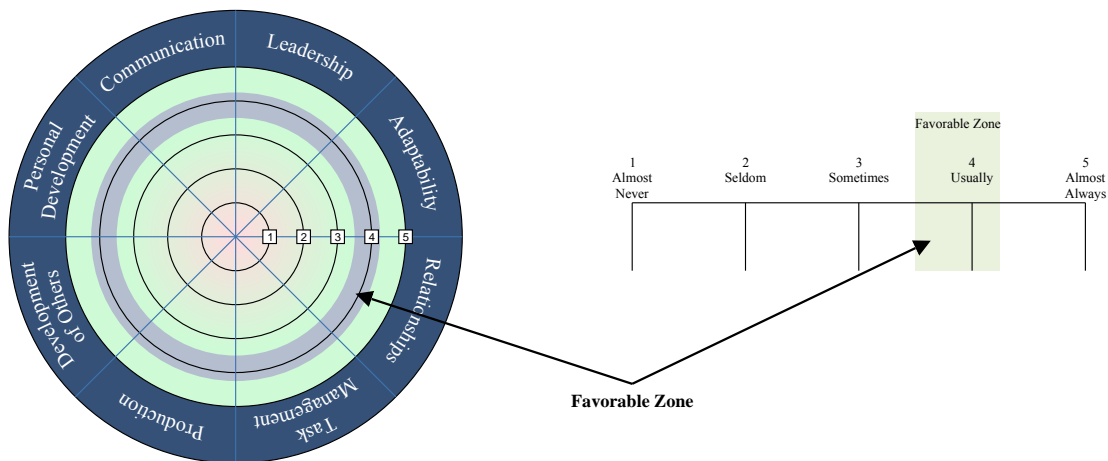 Communication
Leadership
Adaptability
Relationships
Task
Management
Production
Development
of Others
Personal
Development
1
2
3
4
5
Favorable Zone
1
Almost
Never
2
Seldom
3
Sometimes
4
Usually
5
Almost
Always
Favorable Zone